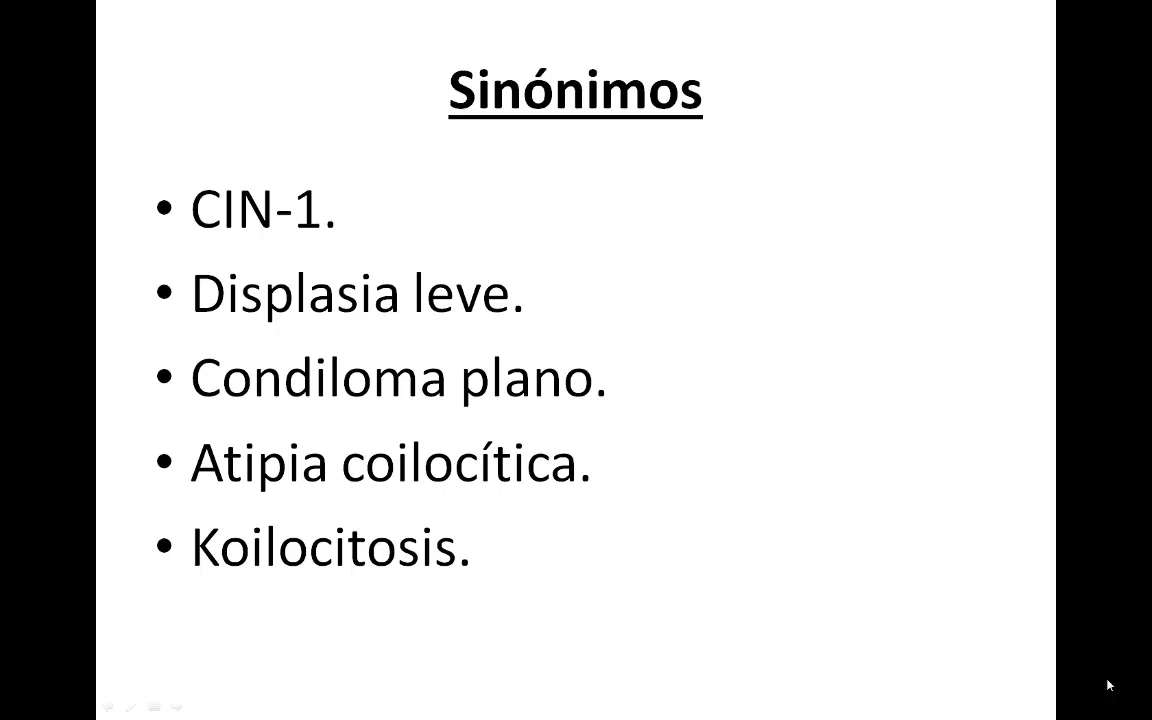 Sinónimos
• CIN-1.
• Displasia leve.
• Condiloma plano.
• Atipia coilocítica.
• Koilocitosis.